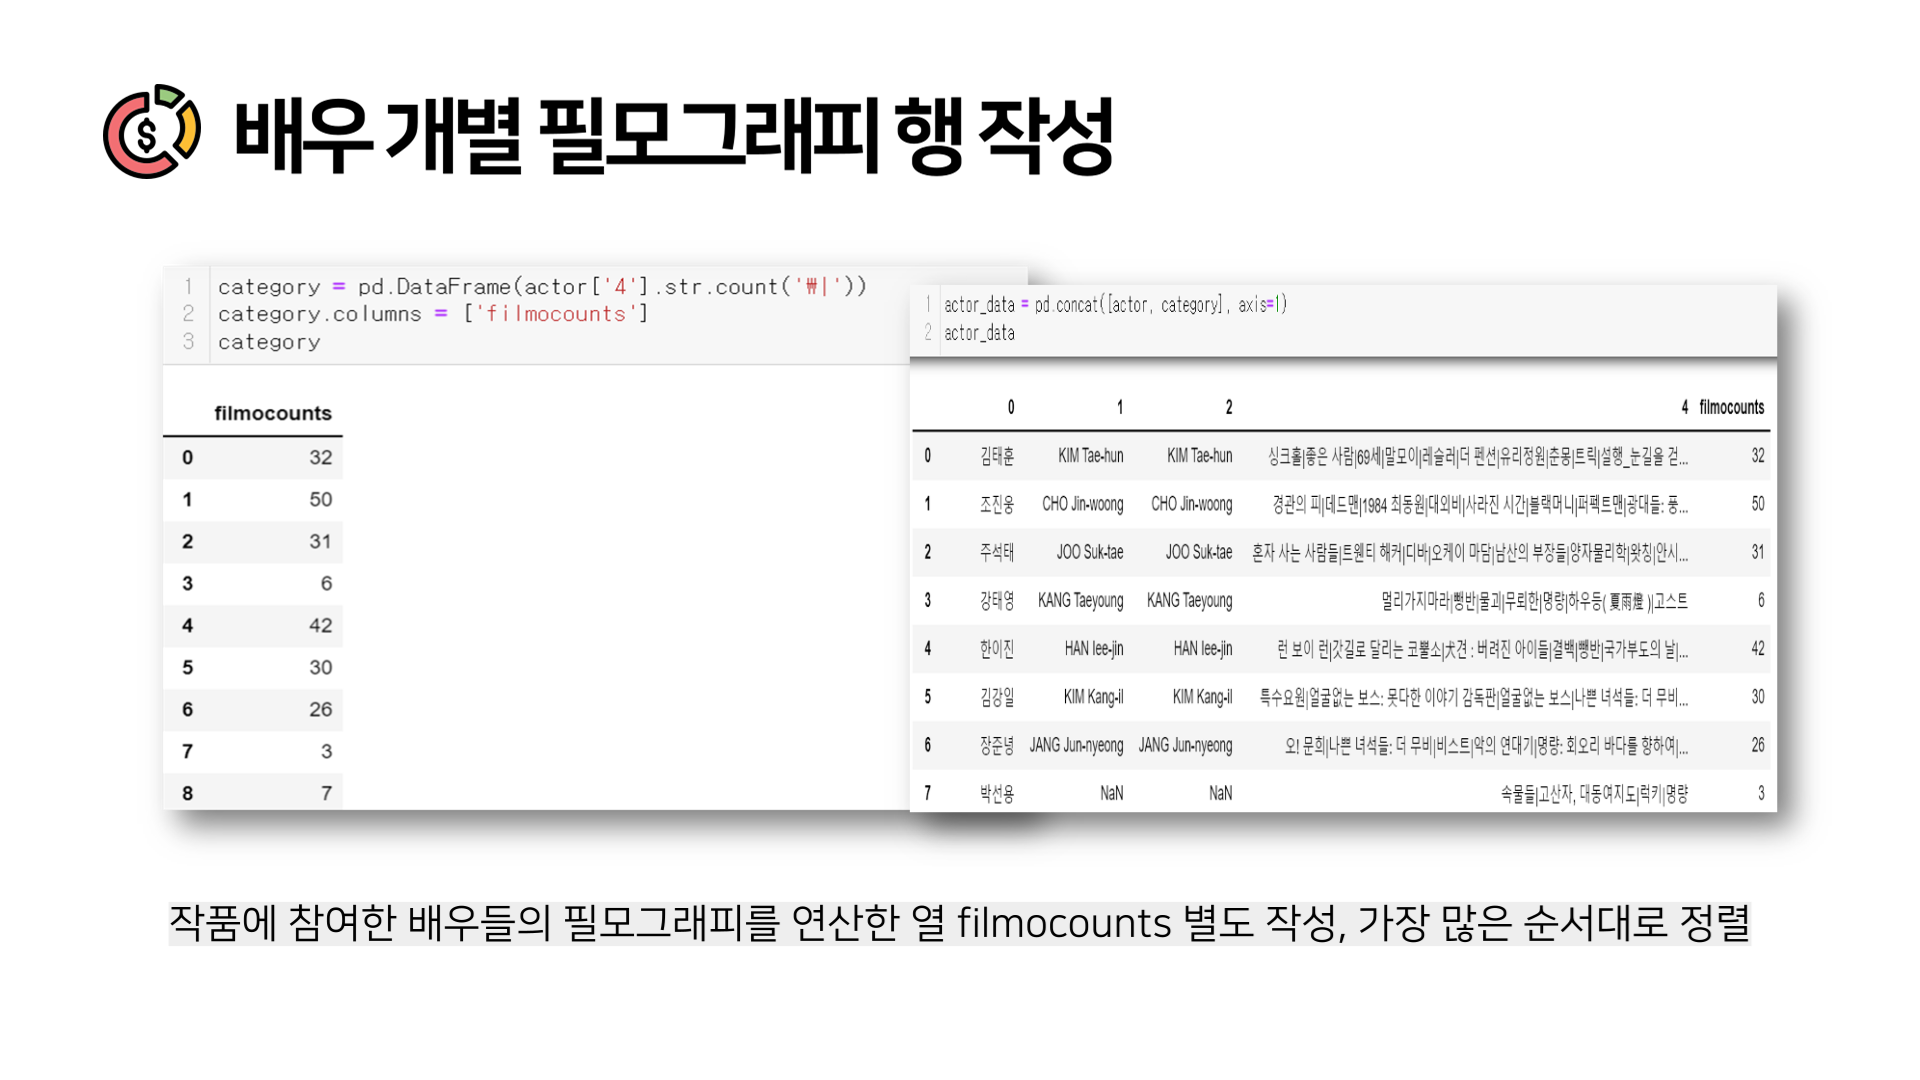 $
배우 개별 필모그래피 행 작성
1 category = pd.DataFrame(actor['4'].str.count('₩|'))
2 category.columns = ['filmocounts']
3 category
filmocounts
0 32
1 50
2 31
3 6
4 42
5 30
6 26
7 3
8 7
1 actor_data = pd.concat([actor, category], axis=1)
2 actor_data
0 1 2 4 filmocounts
0 김태훈 KIM Tae-hun KIM Tae-hun 싱크홀|좋은 사람|69세|말모이|레슬러|더 펜션|유리정원|춘몽|트릭|설행_눈길을 걷... 32
1 조진웅 CHO Jin-woong CHO Jin-woong 경관의 피|데드맨|1984 최동원|대외비|사라진 시간|블랙머니|퍼펙트맨|광대들: 풍... 50
2 주석태 JOO Suk-tae JOO Suk-tae 혼자 사는 사람들|트웬티 해커|디바|오케이 마담|남산의 부장들|양자물리학|왓칭|안시... 31
3 강태영 KANG Taeyoung KANG Taeyoung 멀리가지마라|뺑반|물괴|무뢰한|명량|하우등( 夏雨燈 )|고스트 6
4 한이진 HAN lee-jin HAN lee-jin 런 보이 런|갓길로 달리는 코뿔소|犬견 : 버려진 아이들|결백|뺑반|국가부도의 날|... 42
5 김강일 KIM Kang-il KIM Kang-il 특수요원|얼굴없는 보스: 못다한 이야기 감독판|얼굴없는 보스|나쁜 녀석들: 더 무비... 30
6 장준녕 JANG Jun-nyeong JANG Jun-nyeong 오! 문희|나쁜 녀석들: 더 무비|비스트|악의 연대기|명량: 회오리 바다를 향하여|... 26
7 박선용 NaN NaN 속물들|고산자, 대동여지도|럭키|명량 3
작품에 참여한 배우들의 필모그래피를 연산한 열 filmocounts 별도 작성, 가장 많은 순서대로 정렬